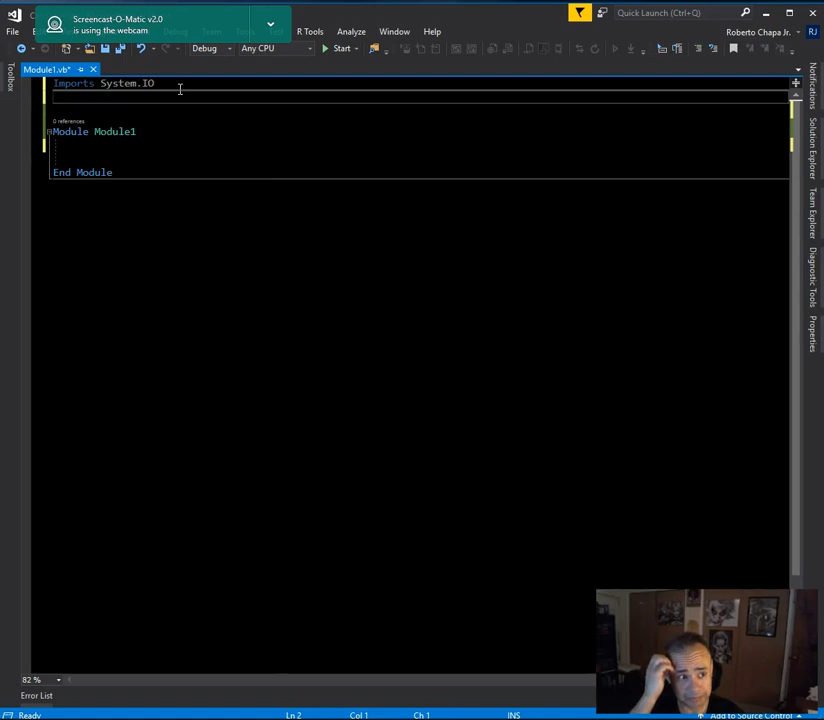 Screencast-O-Matic v2.0
is using the webcam
Quick Launch (Ctrl+Q)
File
R Tools
Analyze
Window
Help
Roberto Chapa Jr.
RJ
Debug
Any CPU
Start
Module1.vb*
Toolbox
Imports System.IO
0 references
Module Module1
End Module
Notifications
Solution Explorer
Team Explorer
Diagnostic Tools
Properties
82 %
Error List
Ready
Ln 2
Col 1
Ch 1
INS
Add to Source Control